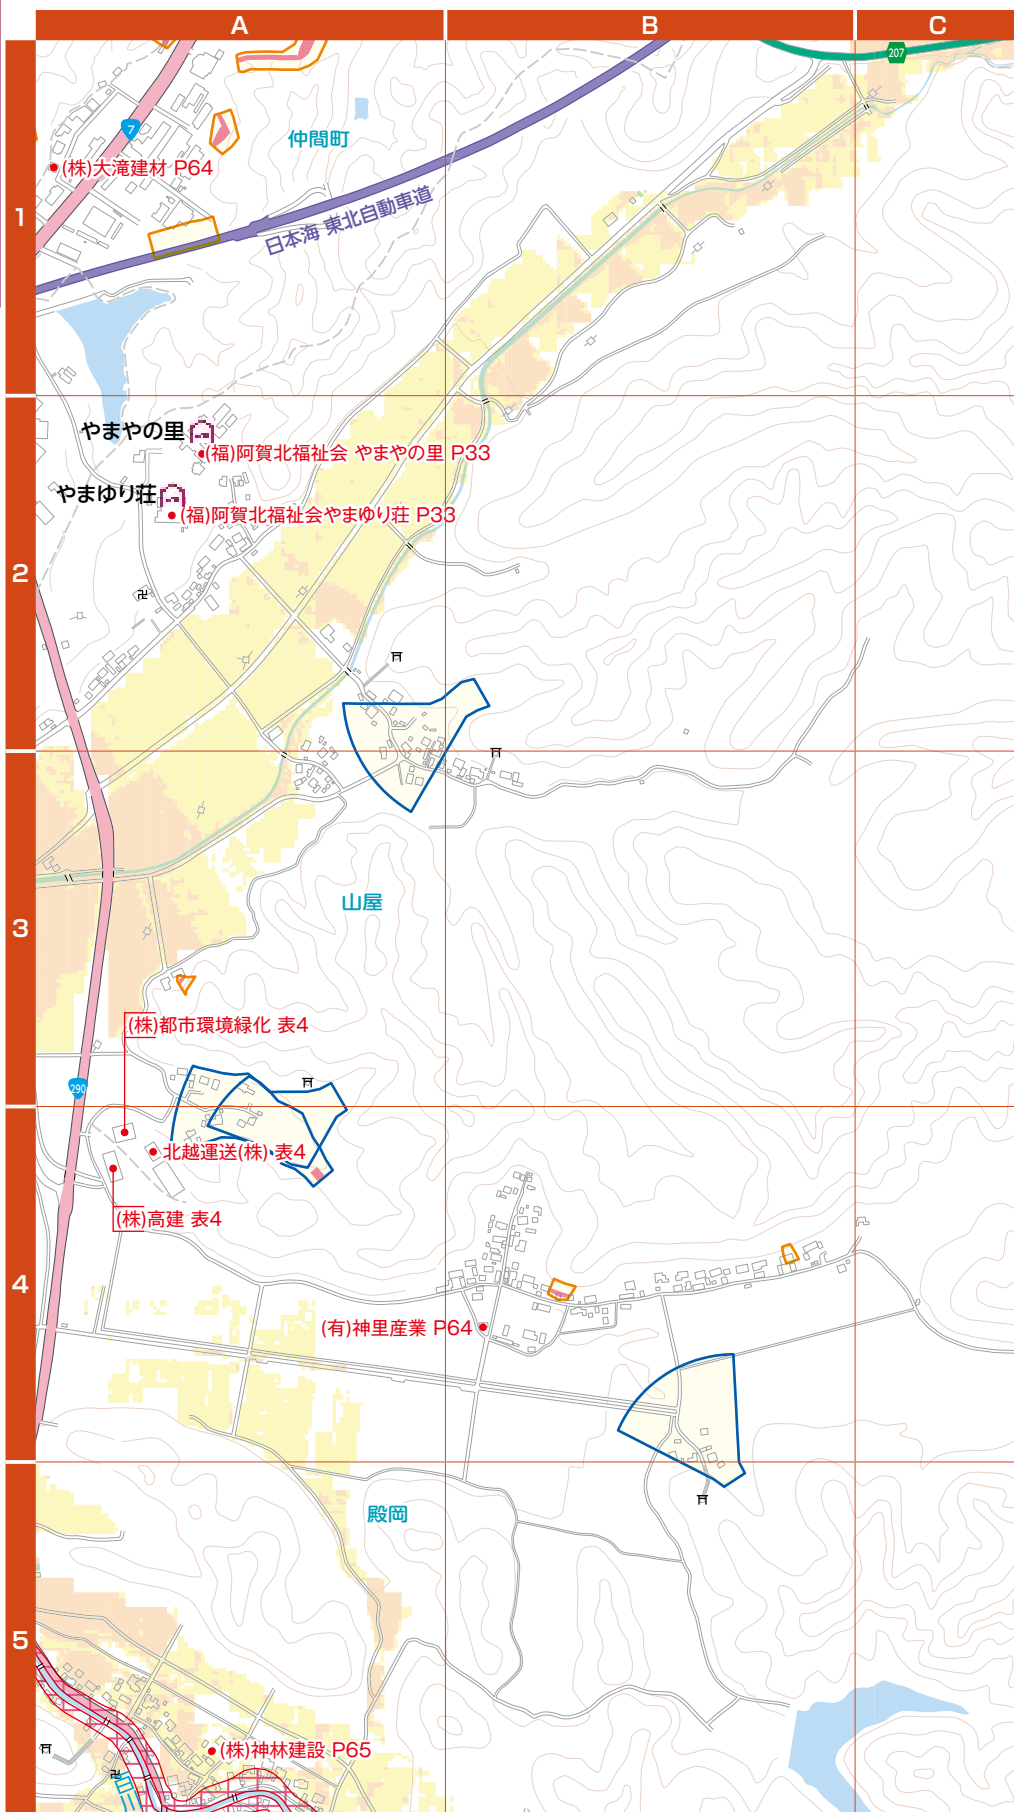 A
B
C
207
7
仲間町
(株)大滝建材 P64
1
日本海 東北自動車道
やまやの里
(福)阿賀北福祉会 やまやの里 P33
やまゆり荘
(福)阿賀北福祉会やまゆり荘 P33
2
山屋
3
(株)都市環境緑化 表4
290
北越運送(株) 表4
(株)高建 表4
4
(有)神里産業 P64
殿岡
5
(株)神林建設 P65